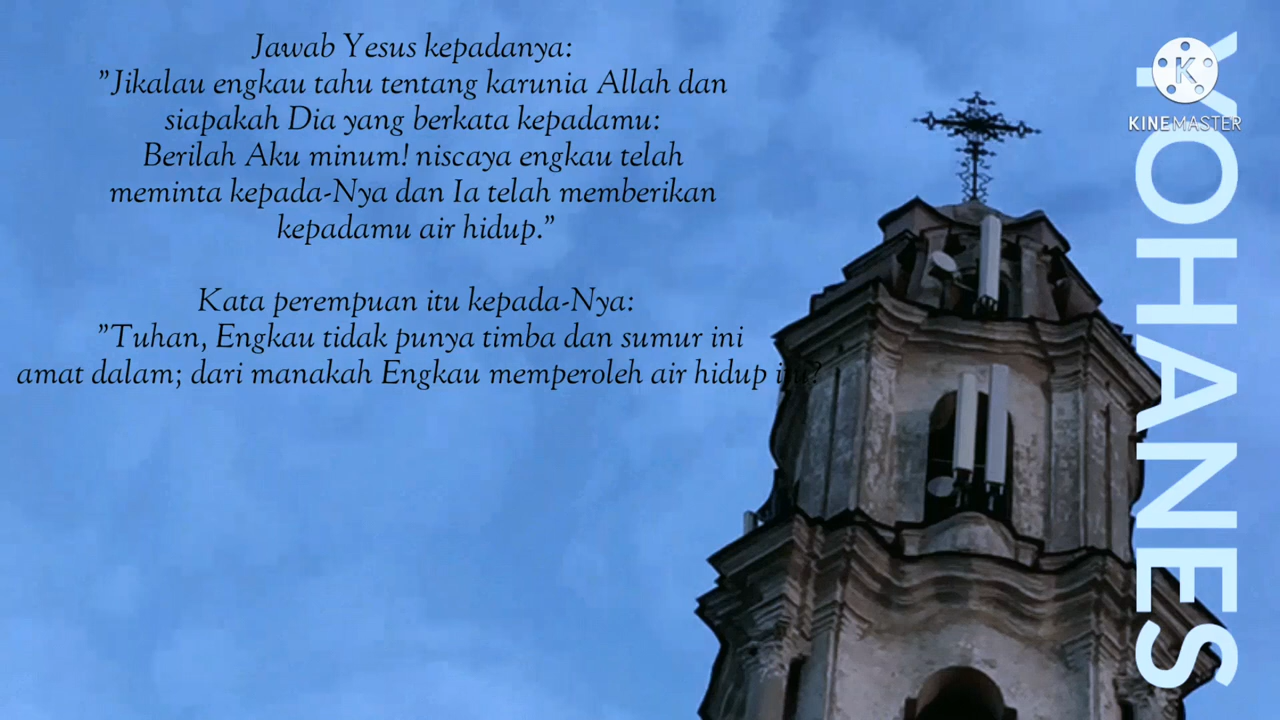 Jawab Yesus kepadanya:
"Jikalau engkau tahu tentang karunia Allah dan
siapakah Dia yang berkata kepadamu:
Berilah Aku minum! niscaya engkau telah
meminta kepada-Nya dan Ia telah memberikan
kepadamu air hidup."
Kata perempuan itu kepada-Nya:
"Tuhan, Engkau tidak punya timba dan sumur ini
amat dalam; dari manakah Engkau memperoleh air hidup itu?
YOHANES
K
KINEMASTER